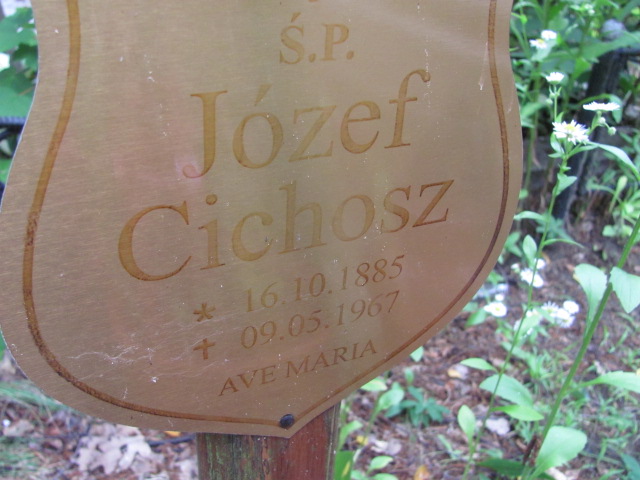 Ś.P.
Józef
Cichosz
* 16.10.1885
† 09.05.1967
AVE MARIA